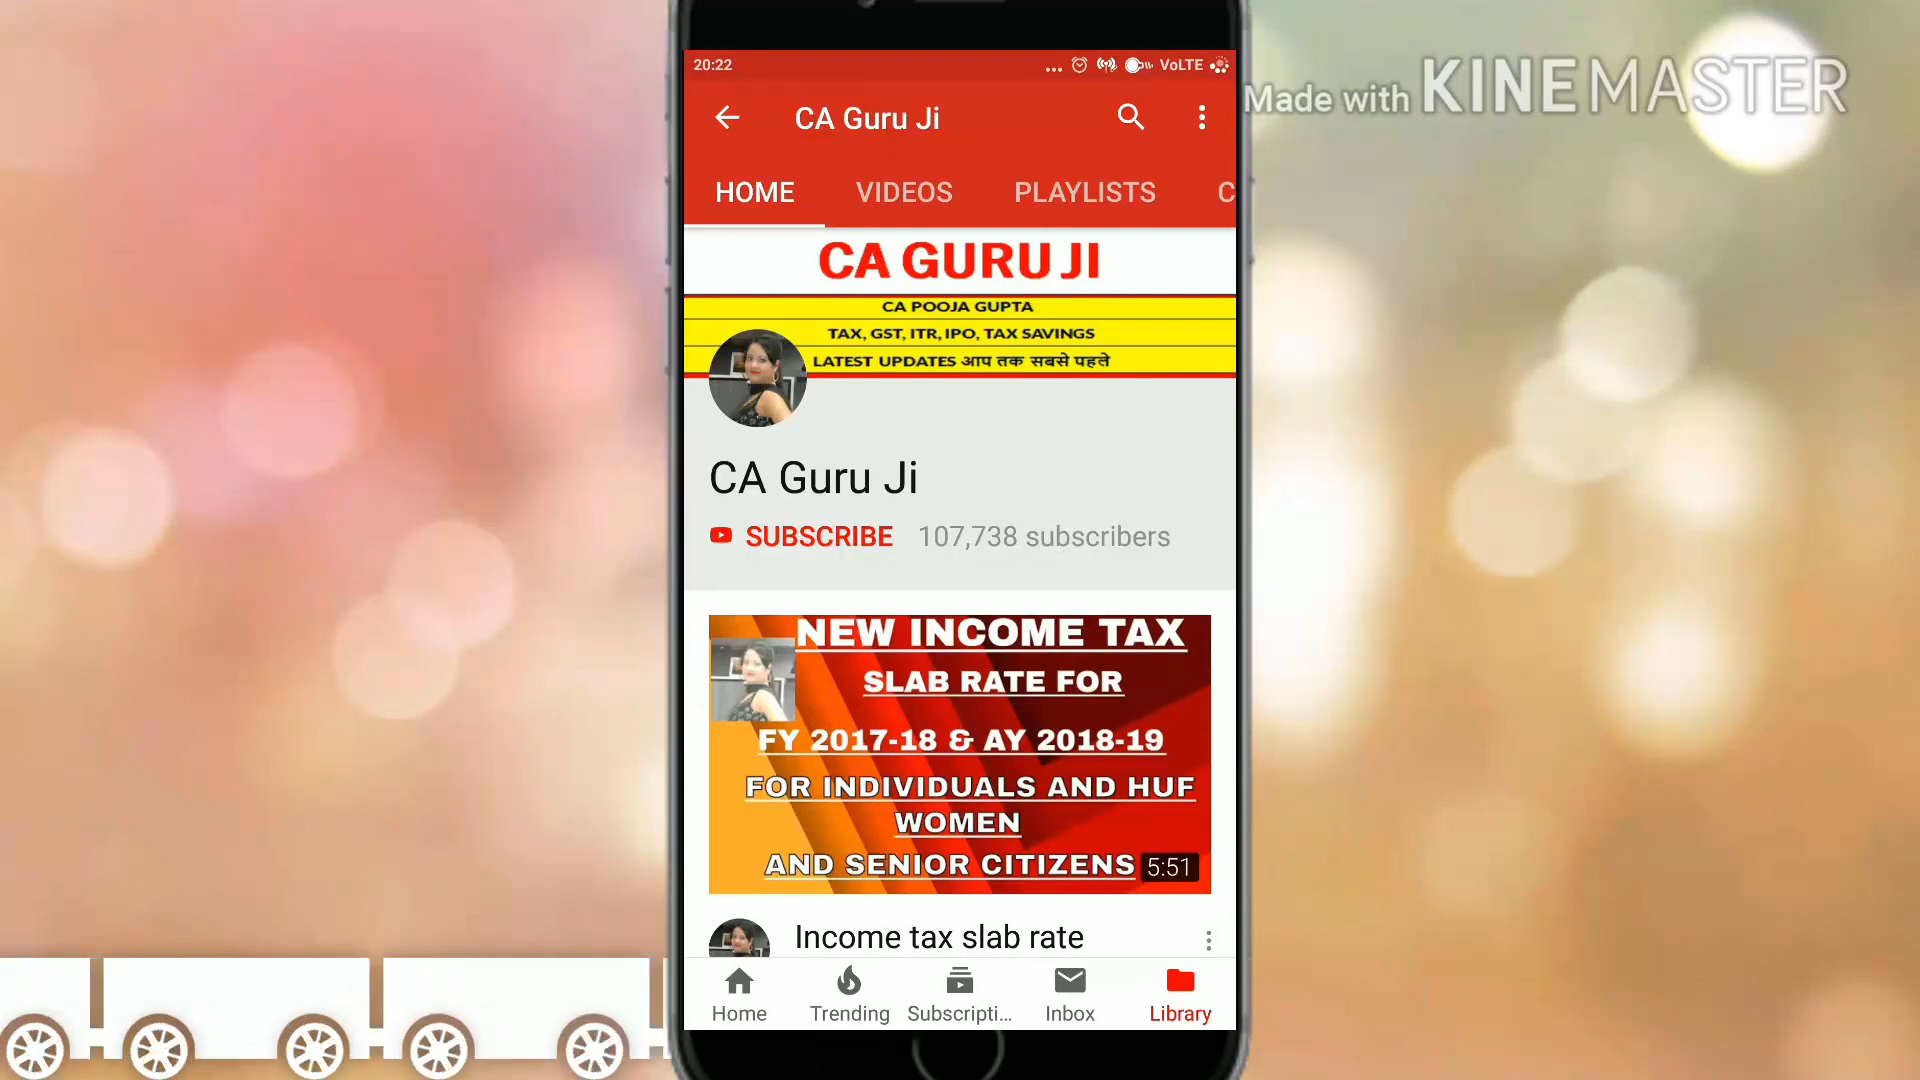 20:22
VoLTE
Made with KINEMASTER
CA Guru Ji
HOME VIDEOS PLAYLISTS C
CA GURU JI
CA POOJA GUPTA
TAX, GST, ITR, IPO, TAX SAVINGS
LATEST UPDATES आप तक सबसे पहले
CA Guru Ji
SUBSCRIBE 107,738 subscribers
NEW INCOME TAX
SLAB RATE FOR
FY 2017-18 & AY 2018-19
FOR INDIVIDUALS AND HUF
WOMEN
AND SENIOR CITIZENS
5:51
Income tax slab rate
Home Trending Subscripti... Inbox Library